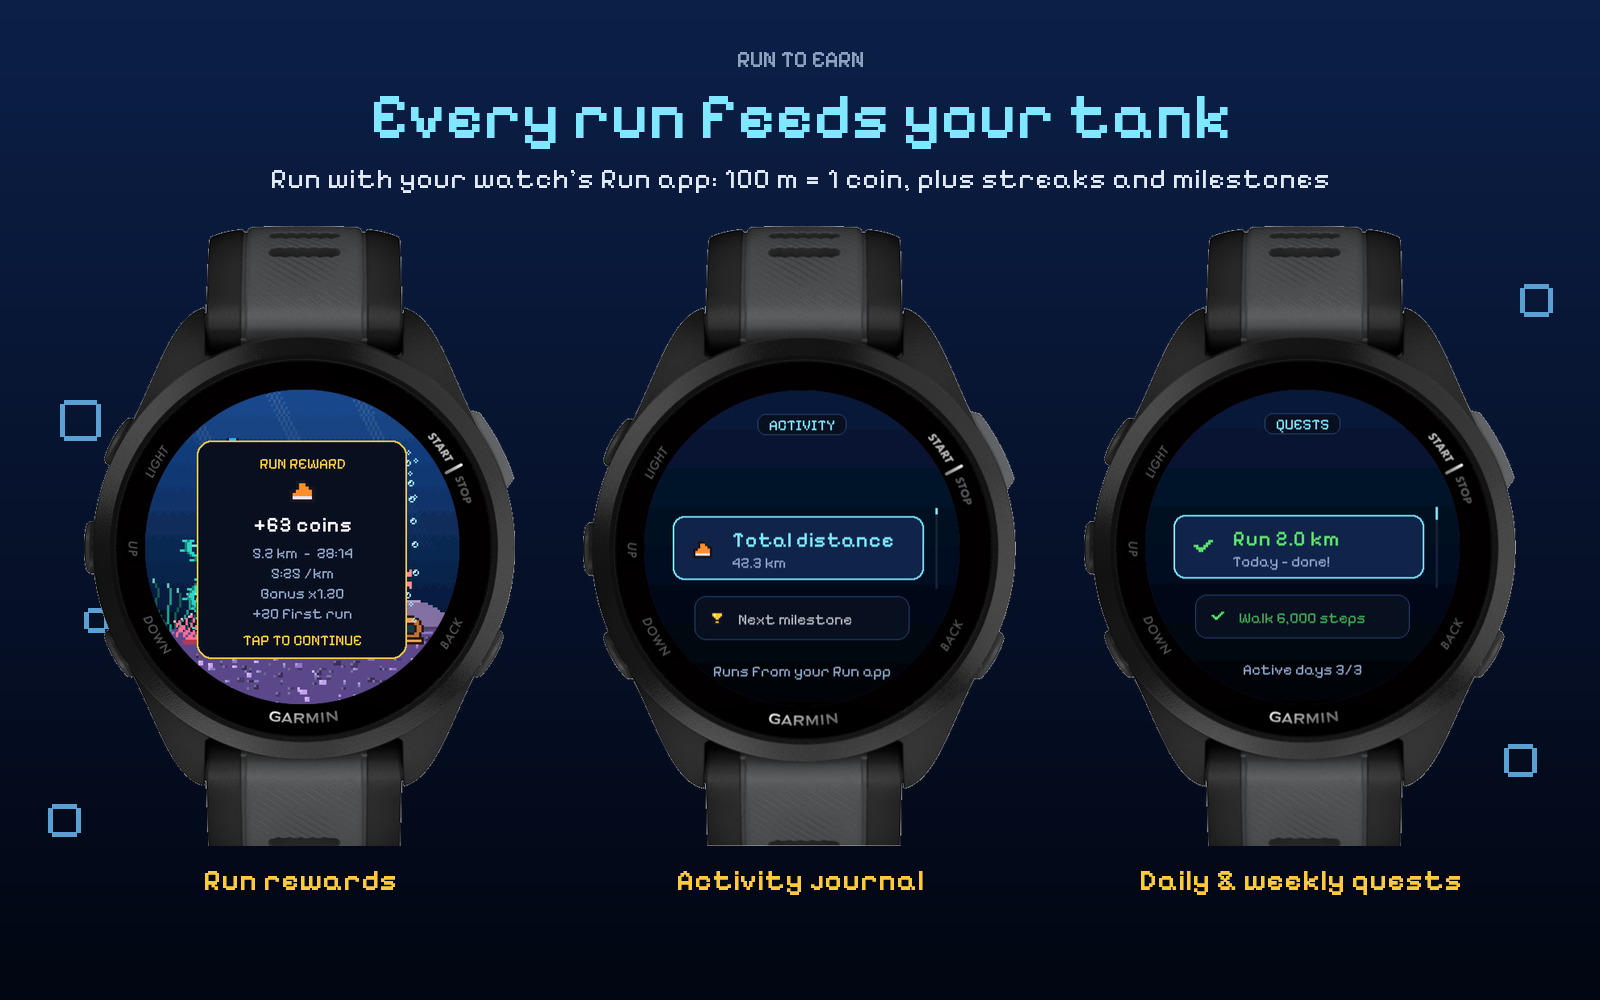 RUN TO EARN
Every run feeds your tank
Run with your watch's Run app: 100 m = 1 coin, plus streaks and milestones
LIGHT
UP
DOWN
START
STOP
BACK
RUN REWARD
+63 coins
5.2 km - 28:14
5:25 /km
Bonus x1.20
+20 first run
TAP TO CONTINUE
GARMIN
Run rewards
LIGHT
UP
DOWN
START
STOP
BACK
ACTIVITY
Total distance
42.3 km
Next milestone
Runs from your Run app
GARMIN
Activity journal
LIGHT
UP
DOWN
START
STOP
BACK
QUESTS
Run 2.0 km
Today - done!
Walk 6,000 steps
Active days 3/3
GARMIN
Daily & weekly quests